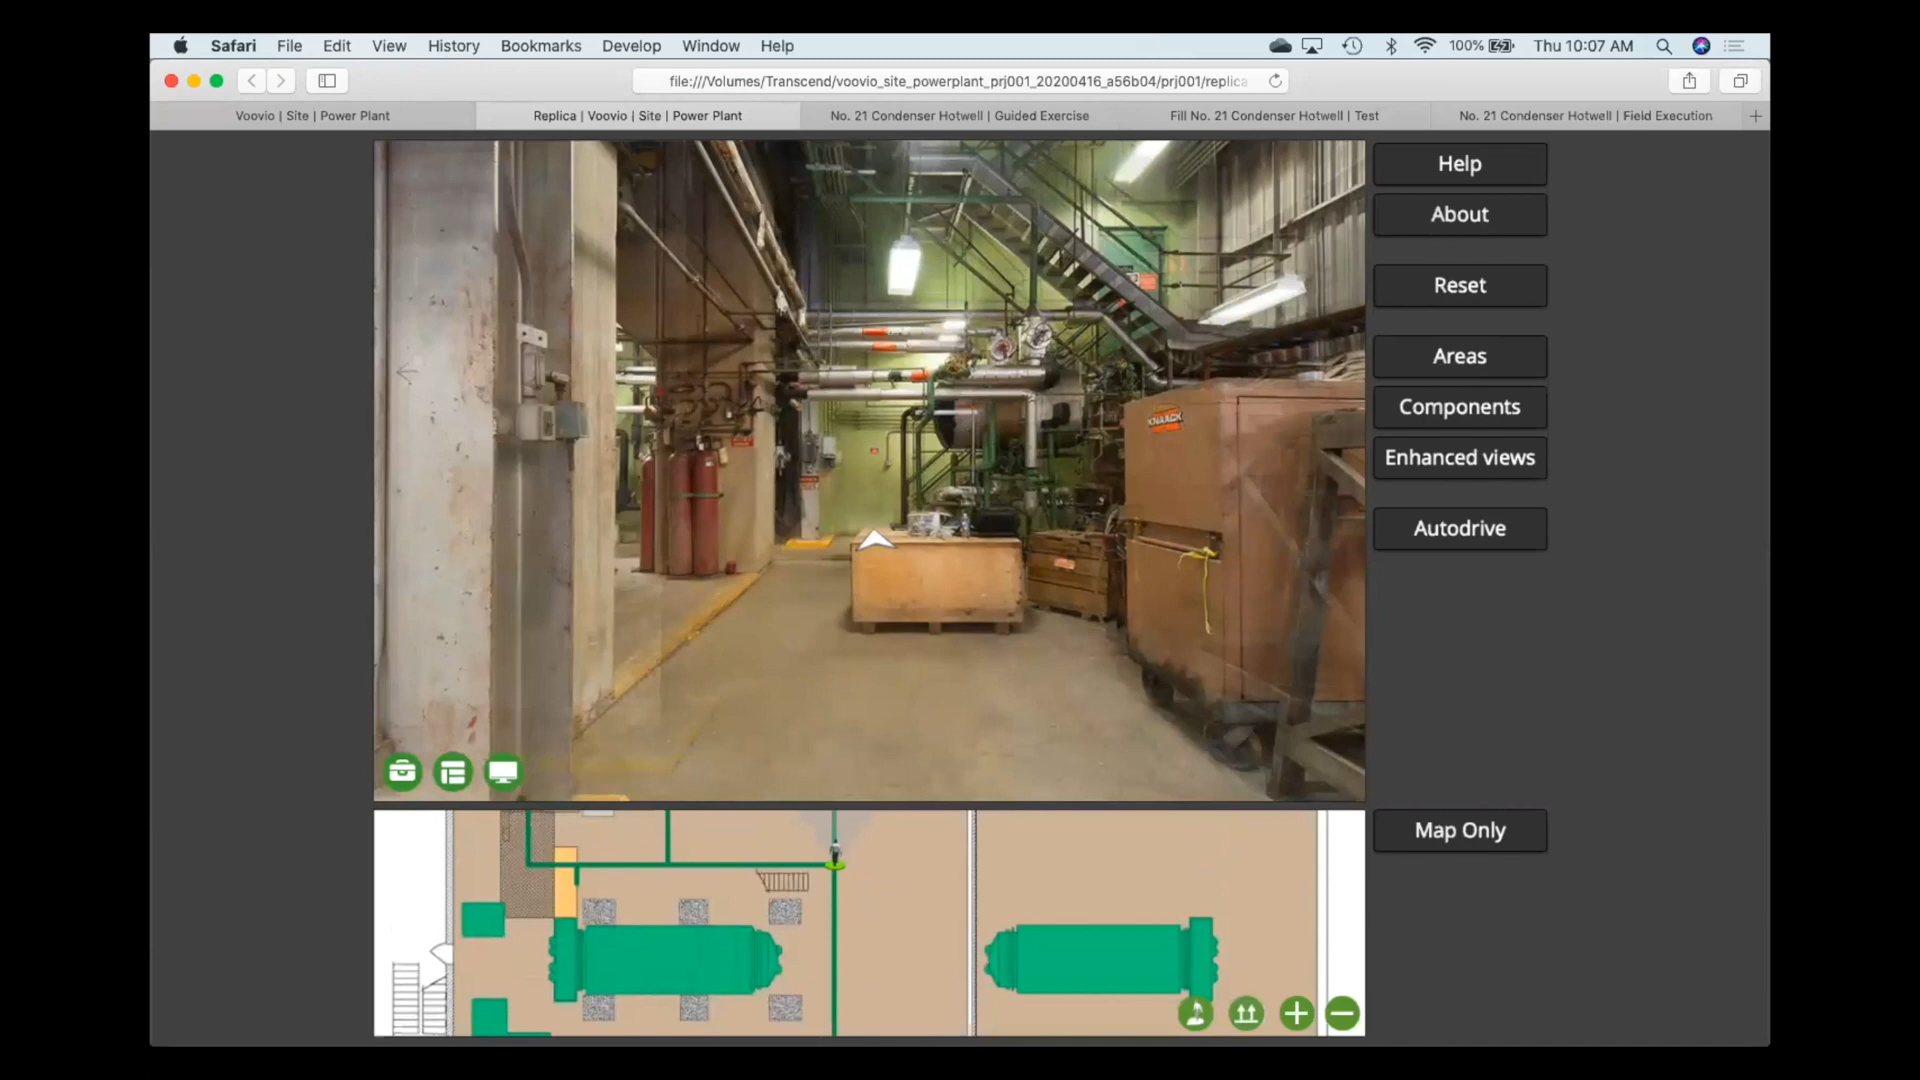 Safari File Edit View History Bookmarks Develop Window Help 100% Thu 10:07 AM
file:///Volumes/Transcend/voovio_site_powerplant_prj001_20200416_a56b04/prj001/replica
Voovio | Site | Power Plant
Replica | Voovio | Site | Power Plant
No. 21 Condenser Hotwell | Guided Exercise
Fill No. 21 Condenser Hotwell | Test
No. 21 Condenser Hotwell | Field Execution
Help
About
Reset
Areas
Components
Enhanced views
Autodrive
KNAACK
Map Only